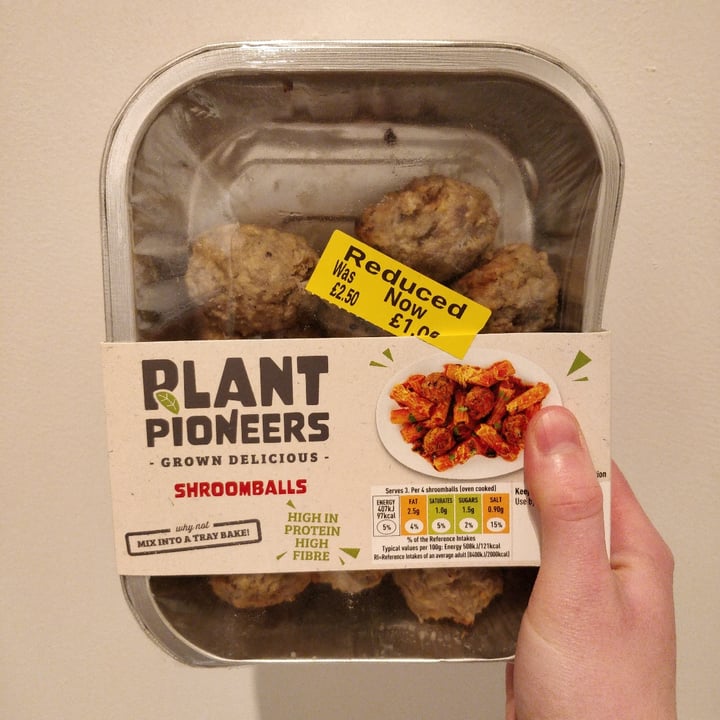 Reduced
Was Now
£2.50
PLANT
PIONEERS
- GROWN DELICIOUS -
SHROOMBALLS
why not
MIX INTO A TRAY BAKE!
HIGH IN
PROTEIN
HIGH
FIBRE
Serves 3. Per 4 shroomballs (oven cooked)
ENERGY FAT SATURATES SUGARS SALT
407kJ 2.5g 1.0g 1.5g 0.90g
97kcal
5% 4% 5% 2% 15%
% of the Reference Intakes
Typical values per 100g: Energy 508kJ/121kcal
RI=Reference Intakes of an average adult (8400kJ/2000kcal)
Use